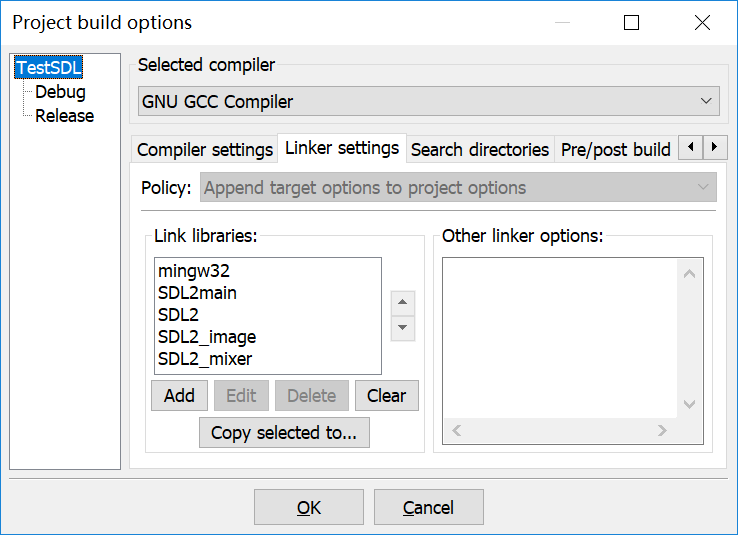 Project build options
TestSDL
Debug
Release
Selected compiler
GNU GCC Compiler
Compiler settings
Linker settings
Search directories
Pre/post build
Policy:
Append target options to project options
Link libraries:
mingw32
SDL2main
SDL2
SDL2_image
SDL2_mixer
Add
Edit
Delete
Clear
Copy selected to...
Other linker options:
OK
Cancel